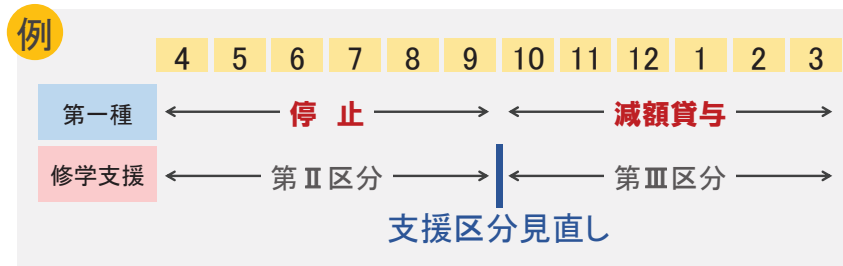 例
4 5 6 7 8 9 10 11 12 1 2 3
第一種 停止 減額貸与
修学支援 第Ⅱ区分 第Ⅲ区分
支援区分見直し